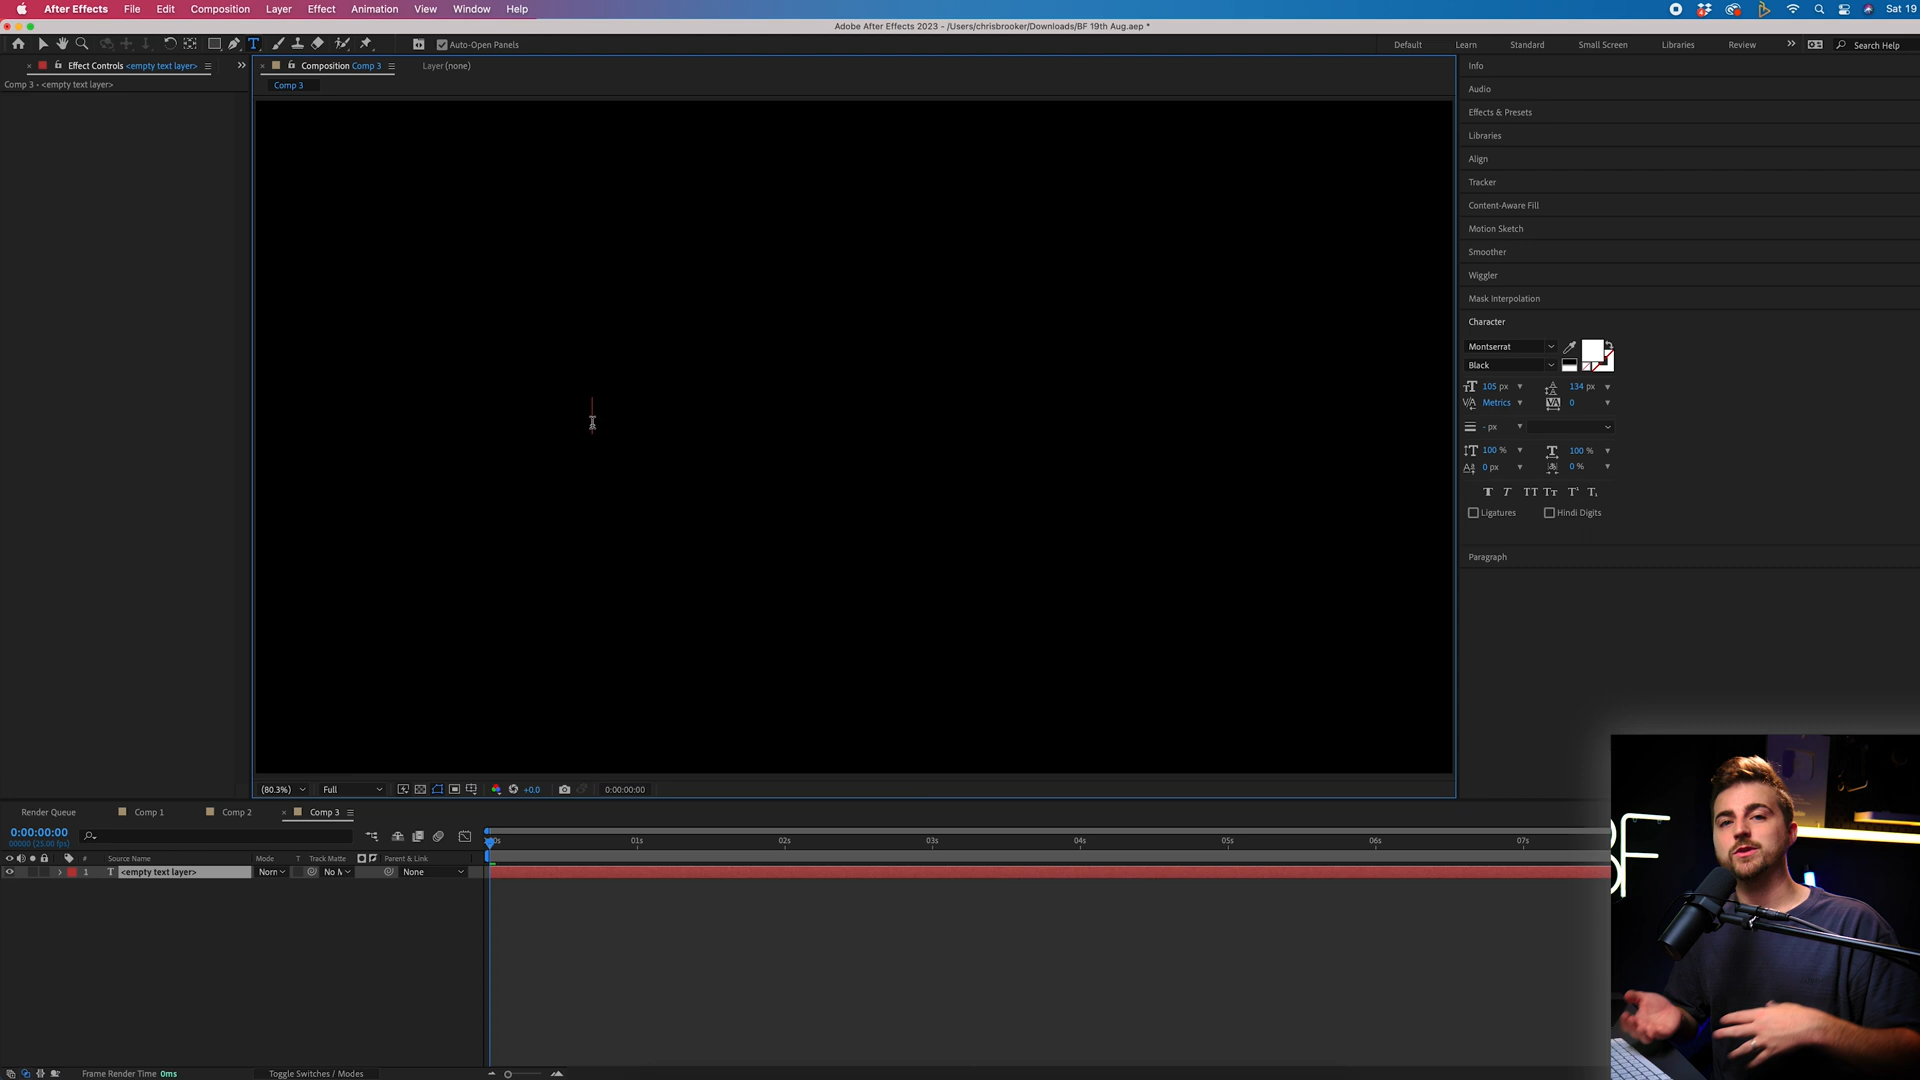 After Effects File Edit Composition Layer Effect Animation View Window Help Sat 19
Adobe After Effects 2023 - /Users/chrisbrooker/Downloads/BF 19th Aug.aep *
Auto-Open Panels Default Learn Standard Small Screen Libraries Review Search Help
Effect Controls <empty text layer>
Comp 3 • <empty text layer>
Composition Comp 3 Layer (none)
Comp 3
Info
Audio
Effects & Presets
Libraries
Align
Tracker
Content-Aware Fill
Motion Sketch
Smoother
Wiggler
Mask Interpolation
Character
Montserrat
Black
105 px 134 px
Metrics 0
- px
100 % 100 %
0 px 0 %
Ligatures Hindi Digits
Paragraph
(80.3%) Full +0.0 0:00:00:00
Render Queue Comp 1 Comp 2 Comp 3
0:00:00:00
00000 (25.00 fps)
01s 02s 03s 04s 05s 06s 07s
# Source Name Mode T Track Matte Parent & Link
1 T <empty text layer> Norn No M None
Frame Render Time 0ms Toggle Switches / Modes